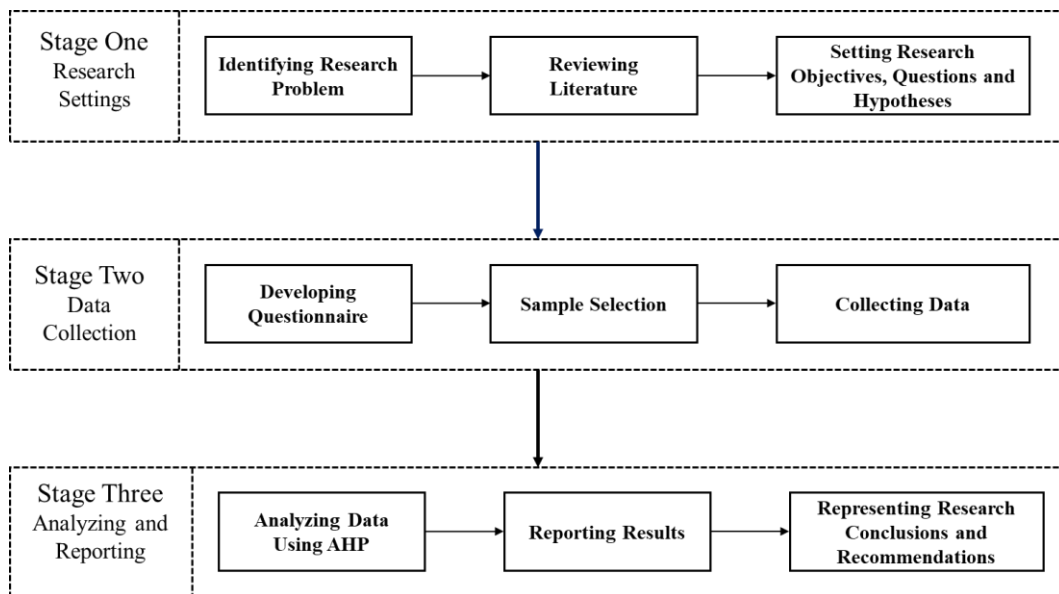 Stage One
Research
Settings
Identifying Research
Problem
Reviewing
Literature
Setting Research
Objectives, Questions and
Hypotheses
Stage Two
Data
Collection
Developing
Questionnaire
Sample Selection
Collecting Data
Stage Three
Analyzing and
Reporting
Analyzing Data
Using AHP
Reporting Results
Representing Research
Conclusions and
Recommendations